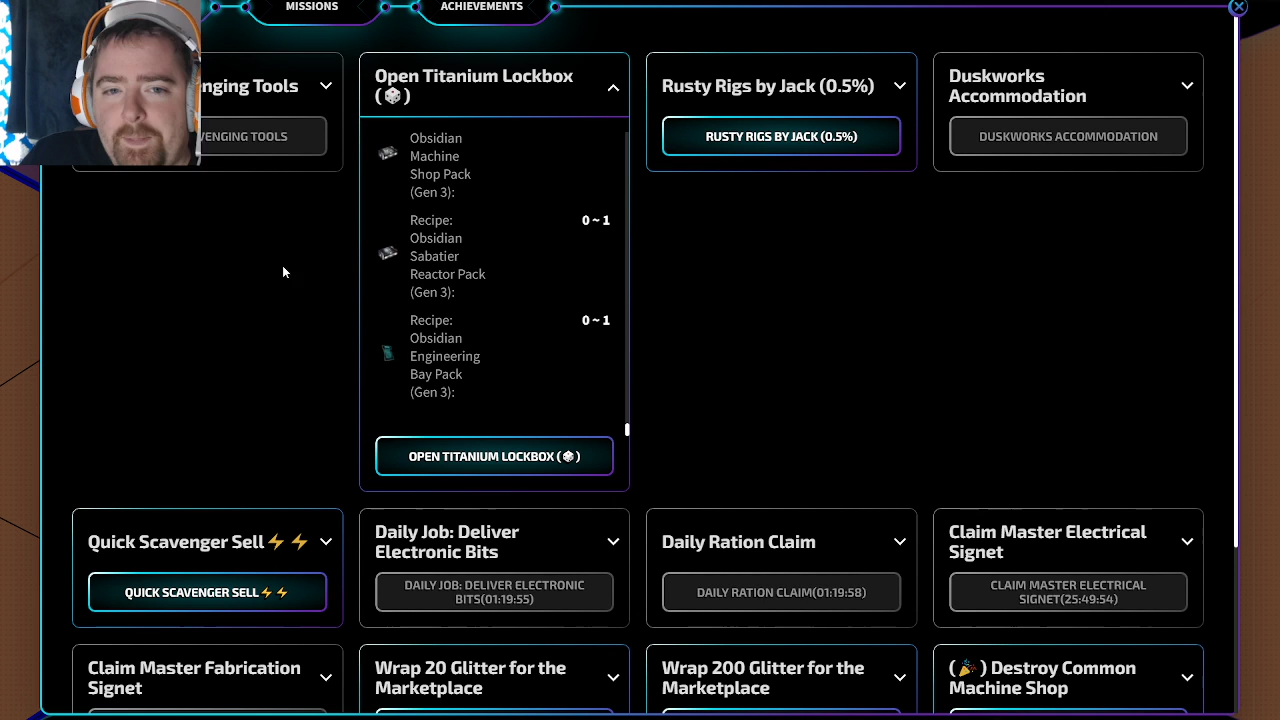 MISSIONS
ACHIEVEMENTS
nging Tools
VENGING TOOLS
Open Titanium Lockbox
(🎲)
Obsidian
Machine
Shop Pack
(Gen 3):
Recipe:
0 ~ 1
Obsidian
Sabatier
Reactor Pack
(Gen 3):
Recipe:
0 ~ 1
Obsidian
Engineering
Bay Pack
(Gen 3):
OPEN TITANIUM LOCKBOX (🎲)
Rusty Rigs by Jack (0.5%)
RUSTY RIGS BY JACK (0.5%)
Duskworks
Accommodation
DUSKWORKS ACCOMMODATION
Quick Scavenger Sell⚡⚡
QUICK SCAVENGER SELL⚡⚡
Daily Job: Deliver
Electronic Bits
DAILY JOB: DELIVER ELECTRONIC
BITS(01:19:55)
Daily Ration Claim
DAILY RATION CLAIM(01:19:58)
Claim Master Electrical
Signet
CLAIM MASTER ELECTRICAL
SIGNET(25:49:54)
Claim Master Fabrication
Signet
Wrap 20 Glitter for the
Marketplace
Wrap 200 Glitter for the
Marketplace
(🎉) Destroy Common
Machine Shop